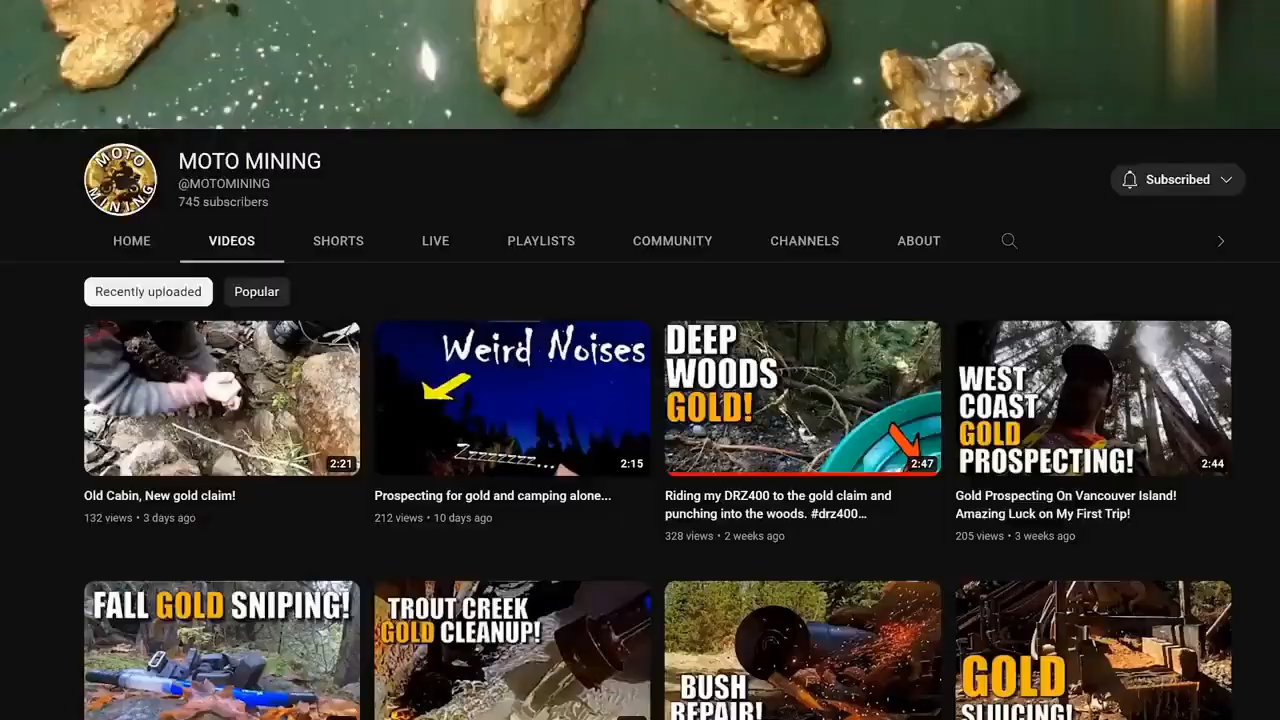 MOTO MINING
MOTO MINING
@MOTOMINING
745 subscribers
Subscribed
HOME VIDEOS SHORTS LIVE PLAYLISTS COMMUNITY CHANNELS ABOUT
Recently uploaded Popular
2:21
Weird Noises
Zzzzzzzz...
2:15
DEEP
WOODS
GOLD!
2:47
WEST
COAST
GOLD
PROSPECTING!
2:44
Old Cabin, New gold claim!
132 views • 3 days ago
Prospecting for gold and camping alone...
212 views • 10 days ago
Riding my DRZ400 to the gold claim and
punching into the woods. #drz400...
328 views • 2 weeks ago
Gold Prospecting On Vancouver Island!
Amazing Luck on My First Trip!
205 views • 3 weeks ago
FALL GOLD SNIPING!
TROUT CREEK
GOLD CLEANUP!
BUSH
REPAIR!
GOLD
SLUICING!